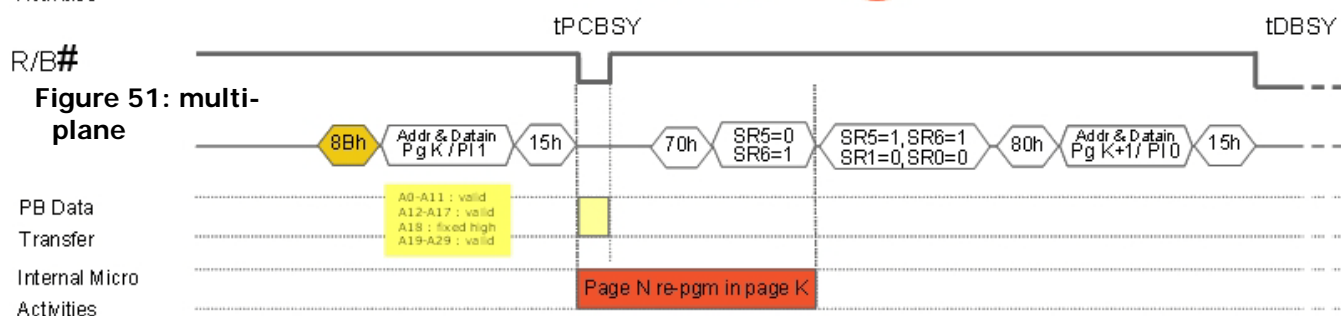 tPCBSY
tDBSY
R/B#
Figure 51: multi-
plane
8Bh
Addr & Datain
Pg K / Pl 1
15h
70h
SR5=0
SR6=1
SR5=1, SR6=1
SR1=0, SR0=0
80h
Addr & Datain
Pg K+1/ Pl 0
15h
PB Data
Transfer
A0-A11 : valid
A12-A17 : valid
A18 : fixed high
A19-A29 : valid
Internal Micro
Activities
Page N re-pgm in page K